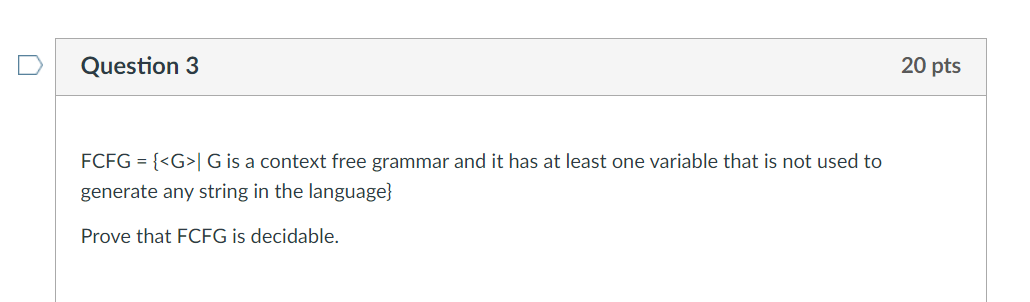 Question 3
20 pts
FCFG = {<G>| G is a context free grammar and it has at least one variable that is not used to
generate any string in the language}
Prove that FCFG is decidable.